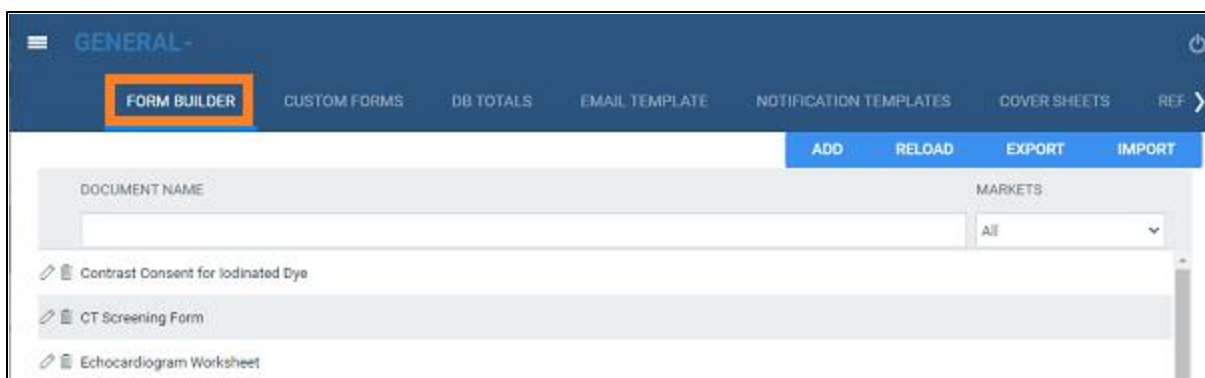 GENERAL-
FORM BUILDER CUSTOM FORMS DB TOTALS EMAIL TEMPLATE NOTIFICATION TEMPLATES COVER SHEETS REF
ADD RELOAD EXPORT IMPORT
DOCUMENT NAME MARKETS
All
Contrast Consent for Iodinated Dye
CT Screening Form
Echocardiogram Worksheet